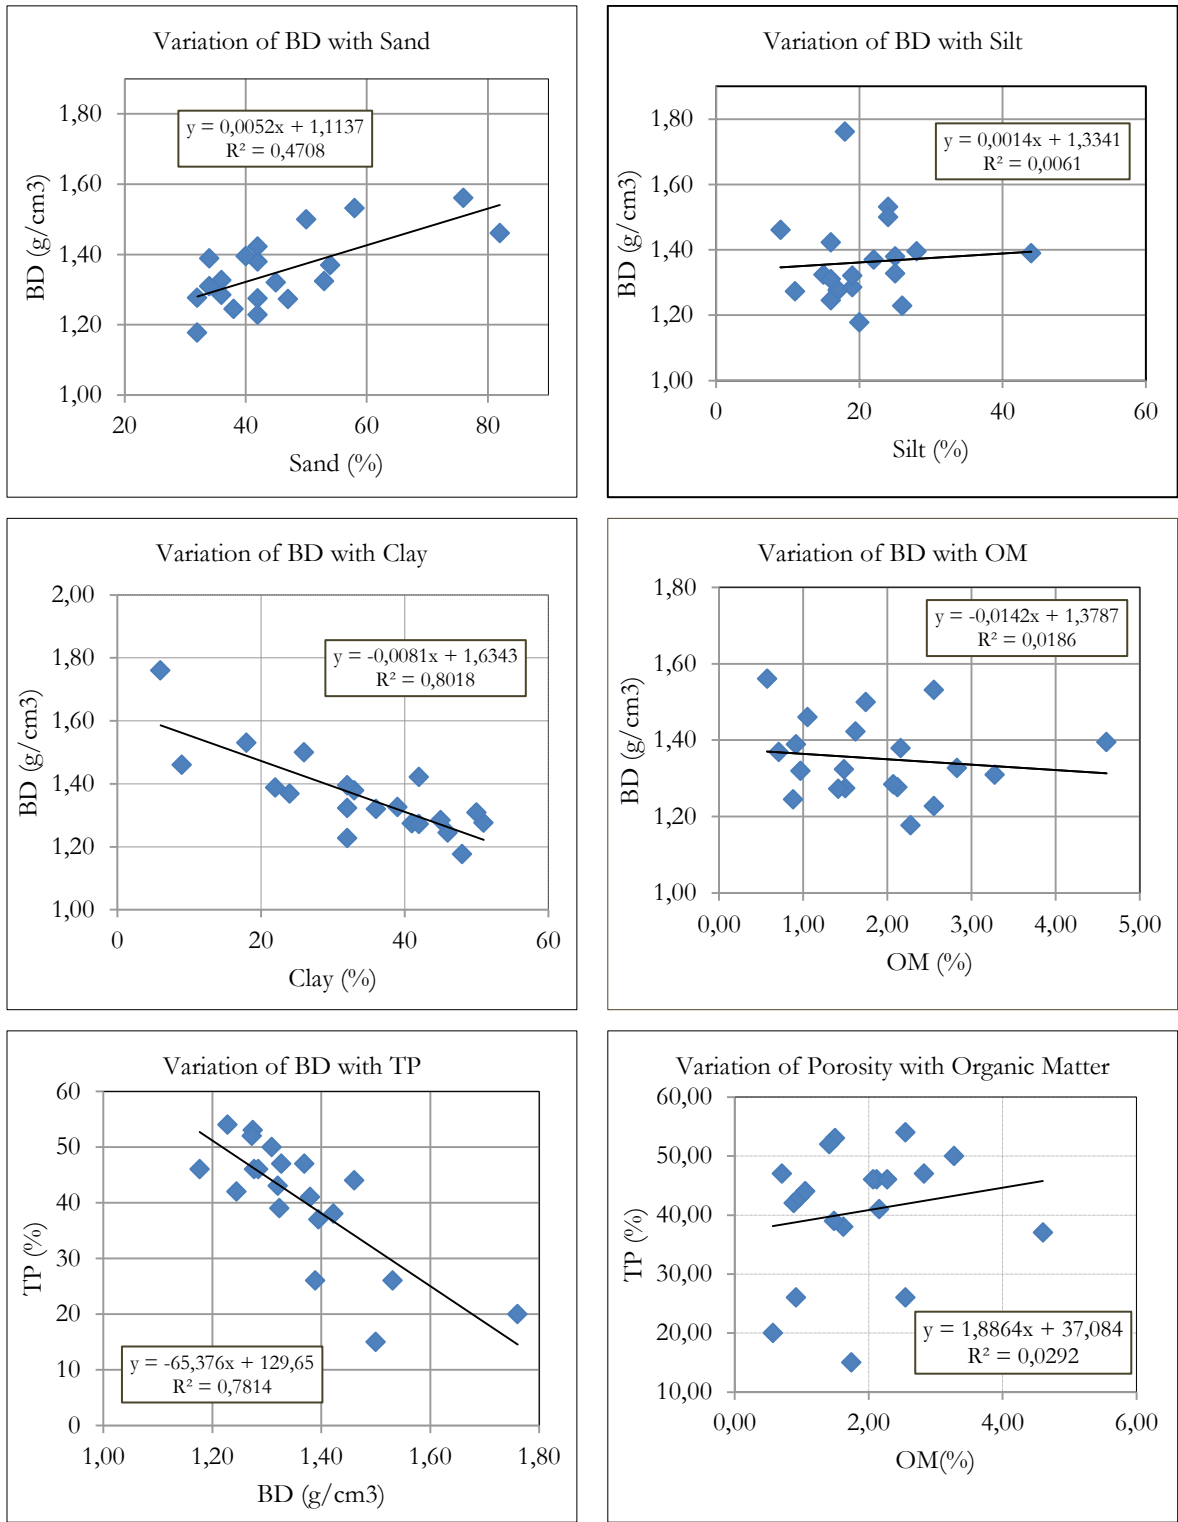 Variation of BD with Sand
y = 0,0052x + 1,1137
R² = 0,4708
1,80
1,60
1,40
1,20
1,00
20 40 60 80
BD (g/cm3)
Sand (%)
Variation of BD with Silt
y = 0,0014x + 1,3341
R² = 0,0061
1,80
1,60
1,40
1,20
1,00
0 20 40 60
BD (g/cm3)
Silt (%)
Variation of BD with Clay
y = -0,0081x + 1,6343
R² = 0,8018
2,00
1,80
1,60
1,40
1,20
1,00
0 20 40 60
BD (g/cm3)
Clay (%)
Variation of BD with OM
y = -0,0142x + 1,3787
R² = 0,0186
1,80
1,60
1,40
1,20
1,00
0,00 1,00 2,00 3,00 4,00 5,00
BD (g/cm3)
OM (%)
Variation of BD with TP
60
50
40
30
20
10
0
y = -65,376x + 129,65
R² = 0,7814
1,00 1,20 1,40 1,60 1,80
TP (%)
BD (g/cm3)
Variation of Porosity with Organic Matter
60,00
50,00
40,00
30,00
20,00
10,00
y = 1,8864x + 37,084
R² = 0,0292
0,00 2,00 4,00 6,00
TP (%)
OM(%)